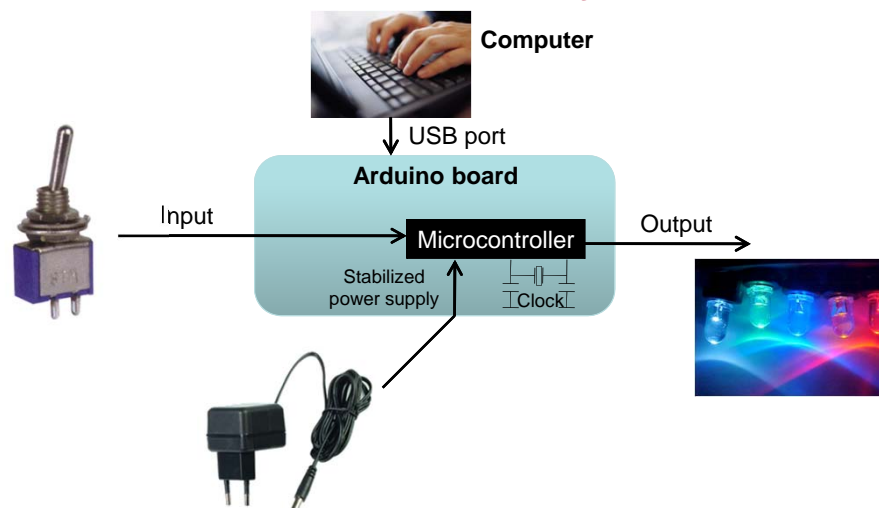 Computer
USB port
Arduino board
Input
Microcontroller
Output
Stabilized
power supply
Clock